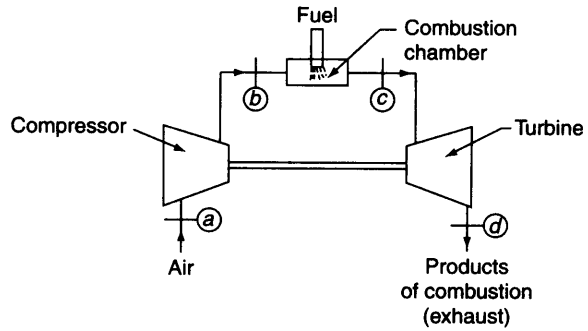 Fuel
Combustion
chamber
b
c
Compressor
Turbine
a
d
Air
Products
of combustion
(exhaust)